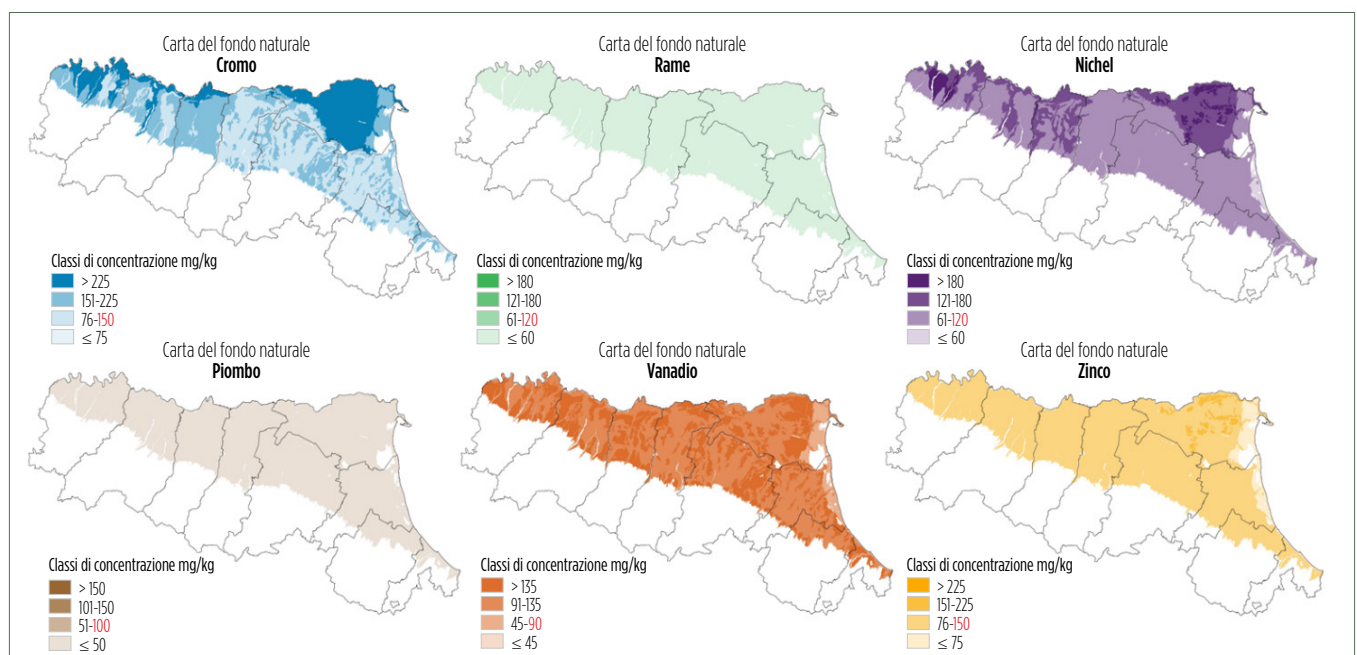 Carta del fondo naturale
Cromo
Classi di concentrazione mg/kg
> 225
151-225
76-150
≤ 75
Carta del fondo naturale
Rame
Classi di concentrazione mg/kg
> 180
121-180
61-120
≤ 60
Carta del fondo naturale
Nichel
Classi di concentrazione mg/kg
> 180
121-180
61-120
≤ 60
Carta del fondo naturale
Piombo
Classi di concentrazione mg/kg
> 150
101-150
51-100
≤ 50
Carta del fondo naturale
Vanadio
Classi di concentrazione mg/kg
> 135
91-135
45-90
≤ 45
Carta del fondo naturale
Zinco
Classi di concentrazione mg/kg
> 225
151-225
76-150
≤ 75